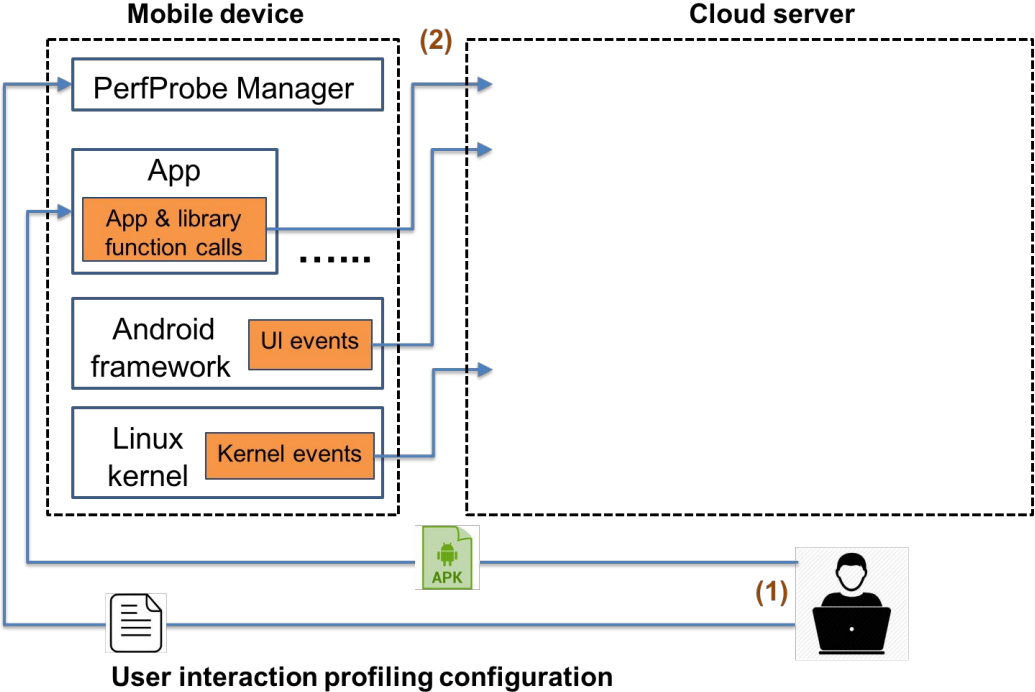 Mobile device
Cloud server
(2)
PerfProbe Manager
App
App & library
function calls
.......
Android
framework
UI events
Linux
kernel
Kernel events
APK
(1)
User interaction profiling configuration